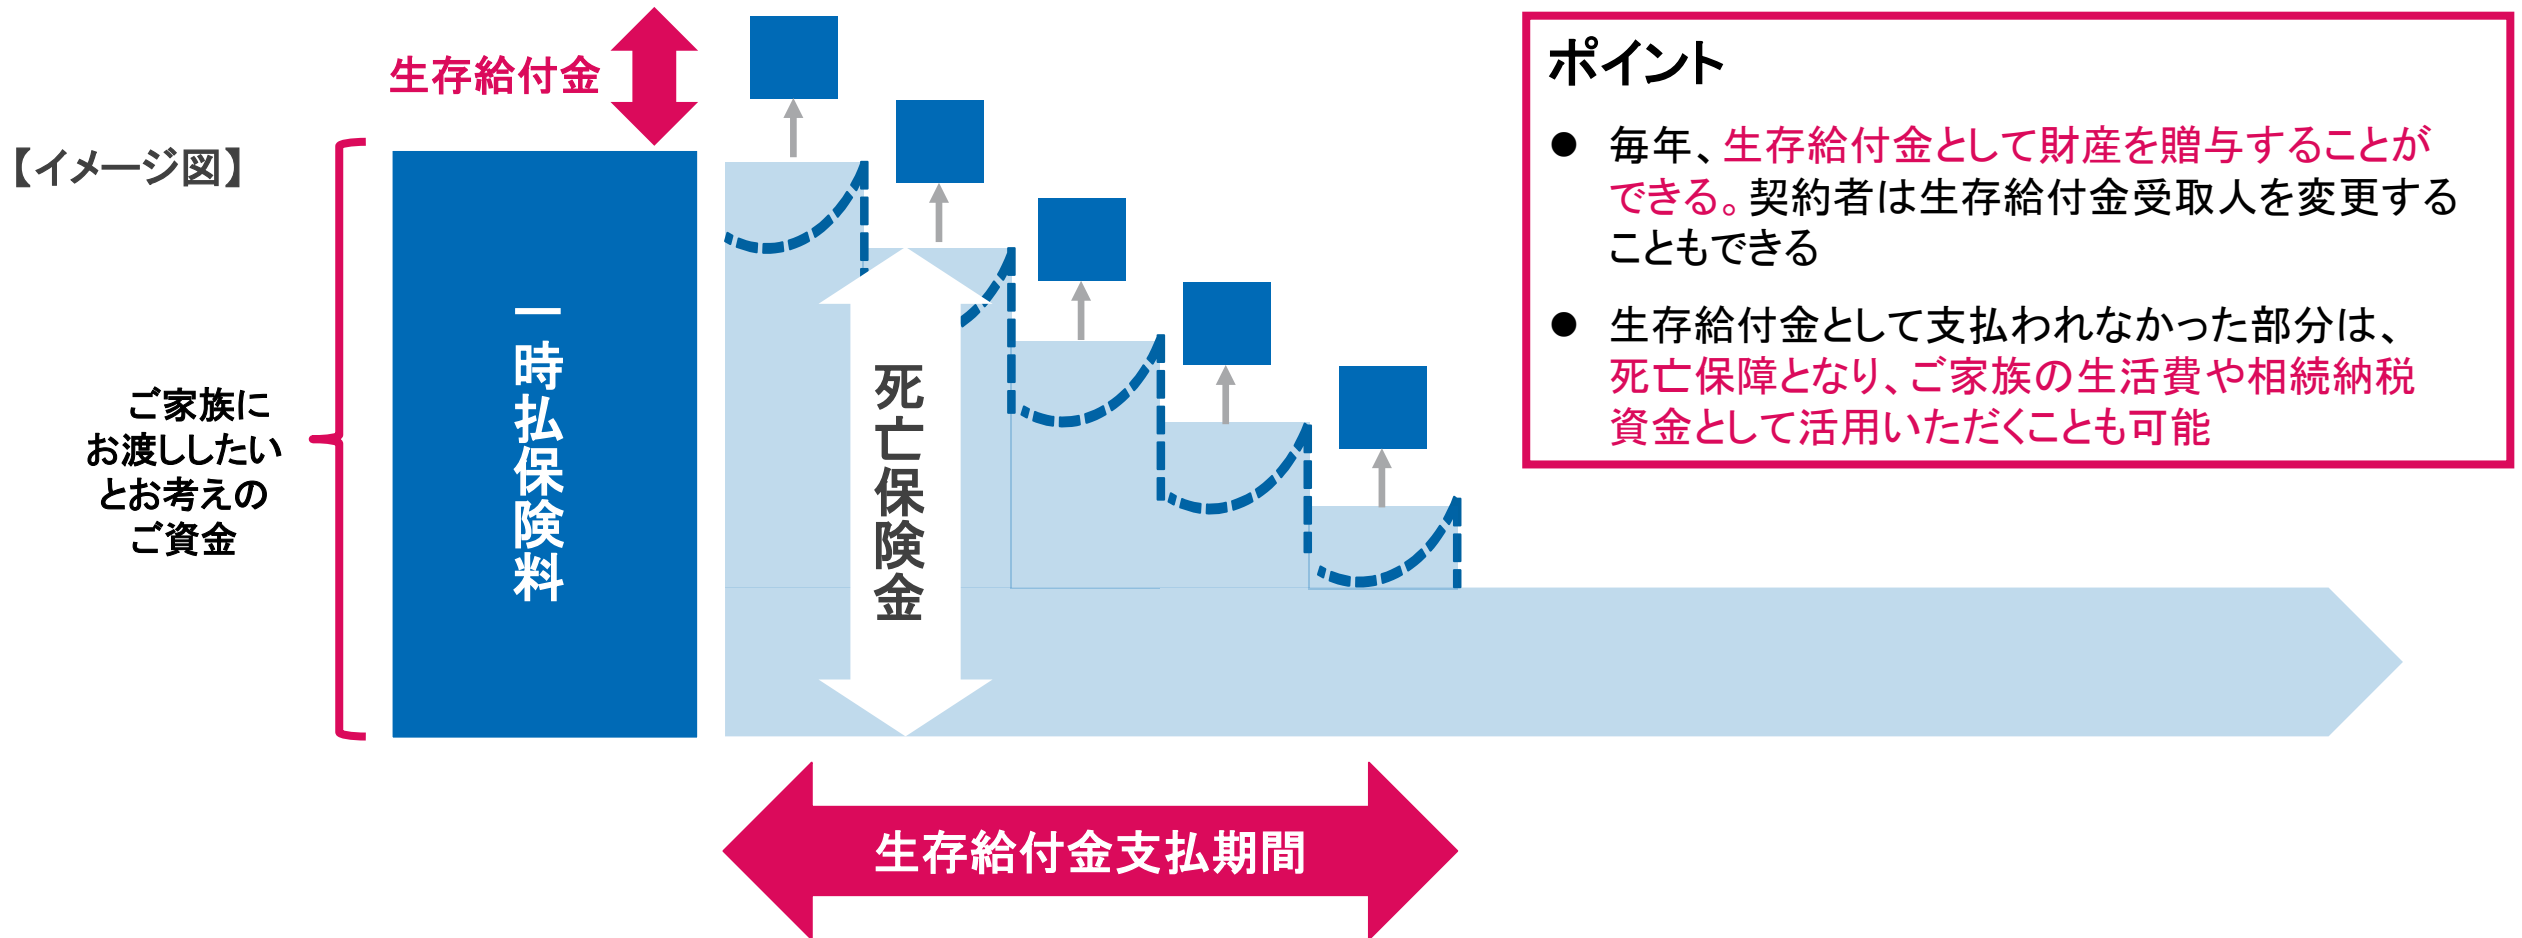 生存給付金
【イメージ図】
ご家族に
お渡ししたい
とお考えの
ご資金
一時払保険料
死亡保険金
生存給付金支払期間
ポイント
● 毎年、生存給付金として財産を贈与することが
できる。契約者は生存給付金受取人を変更する
こともできる
● 生存給付金として支払われなかった部分は、
死亡保障となり、ご家族の生活費や相続納税
資金として活用いただくことも可能